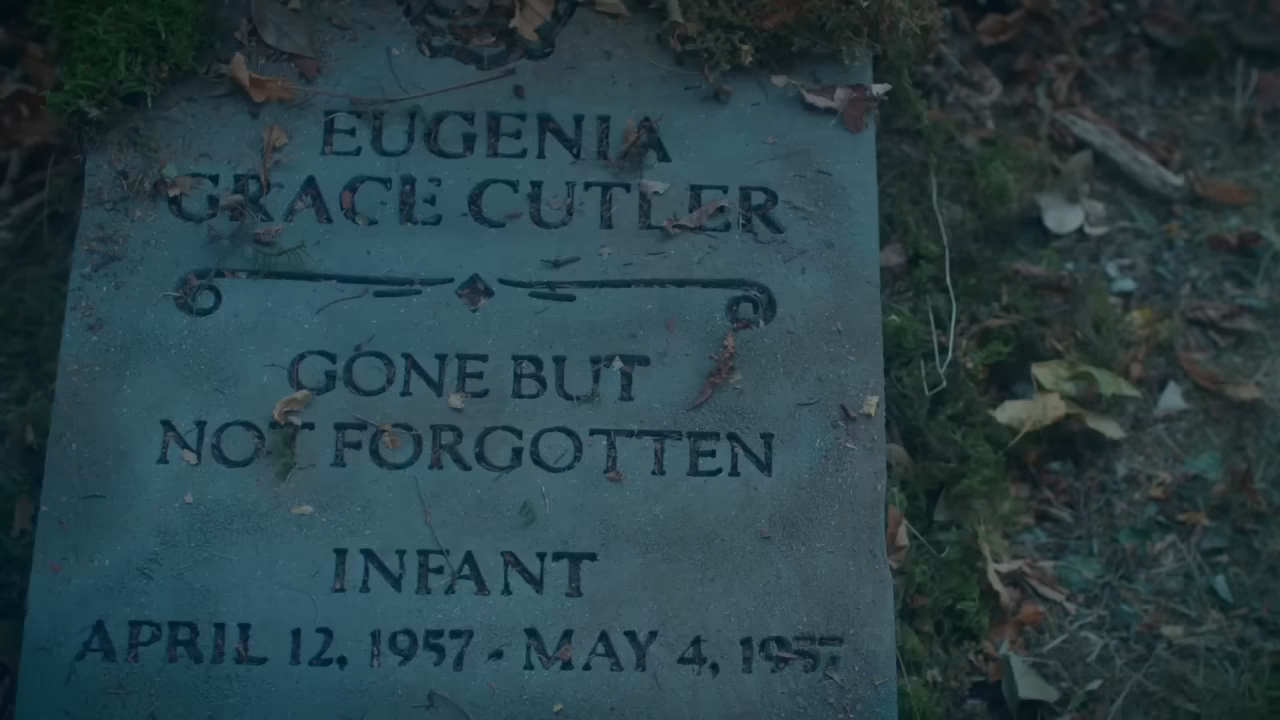 EUGENIA
GRACE CUTLER
GONE BUT
NOT FORGOTTEN
INFANT
APRIL 12, 1957 - MAY 4, 1957